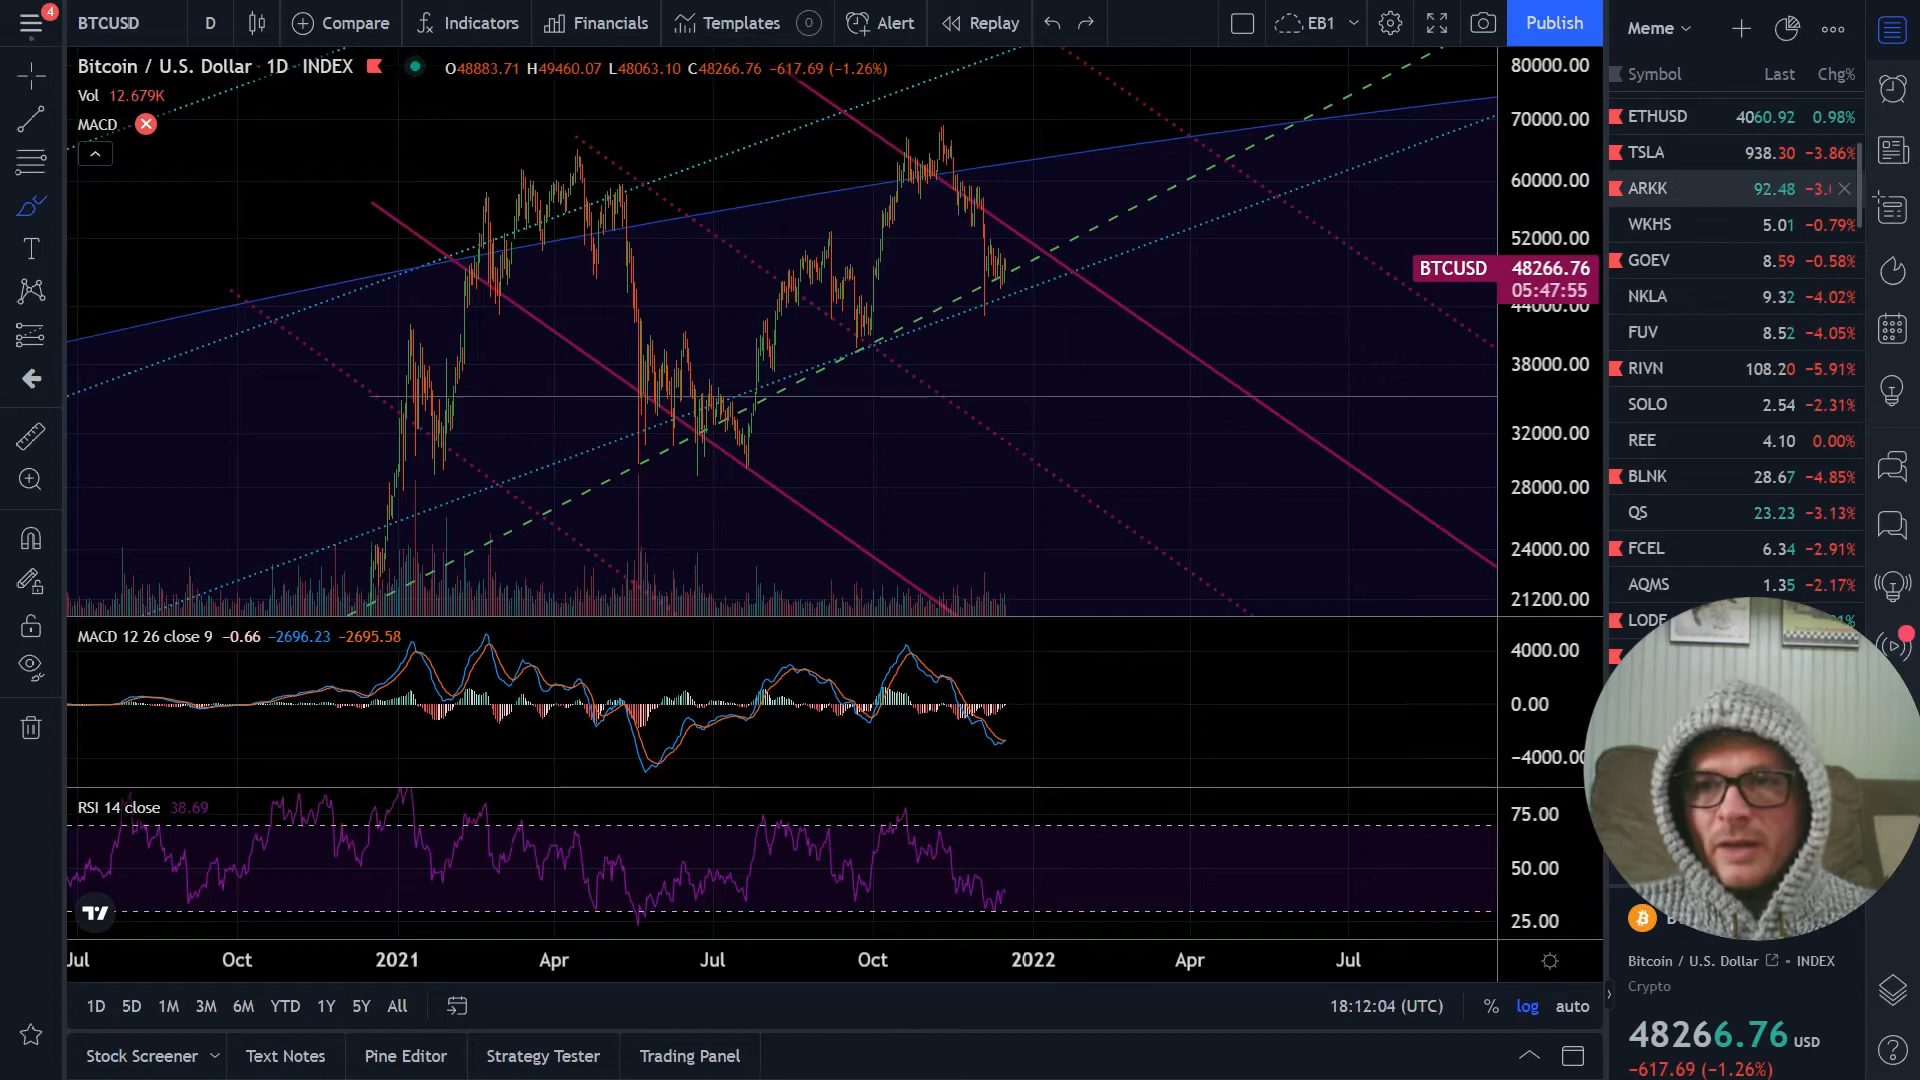 4
BTCUSD D Compare Indicators Financials Templates 0 Alert Replay EB1 Publish
Bitcoin / U.S. Dollar · 1D · INDEX O48883.71 H49460.07 L48063.10 C48266.76 −617.69 (−1.26%)
Vol 12.679K
MACD
80000.00
70000.00
60000.00
52000.00
BTCUSD 48266.76
05:47:55
44000.00
38000.00
32000.00
28000.00
24000.00
21200.00
MACD 12 26 close 9 −0.66 −2696.23 −2695.58
4000.00
0.00
−4000.00
RSI 14 close 38.69
75.00
50.00
25.00
Jul Oct 2021 Apr Jul Oct 2022 Apr Jul
1D 5D 1M 3M 6M YTD 1Y 5Y All 18:12:04 (UTC) % log auto
Stock Screener Text Notes Pine Editor Strategy Tester Trading Panel
Meme
Symbol Last Chg%
ETHUSD 4060.92 0.98%
TSLA 938.30 −3.86%
ARKK 92.48
WKHS 5.01 −0.79%
GOEV 8.59 −0.58%
NKLA 9.32 −4.02%
FUV 8.52 −4.05%
RIVN 108.20 −5.91%
SOLO 2.54 −2.31%
REE 4.10 0.00%
BLNK 28.67 −4.85%
QS 23.23 −3.13%
FCEL 6.34 −2.91%
AQMS 1.35 −2.17%
LODE
Bitcoin / U.S. Dollar • INDEX
Crypto
48266.76 USD
−617.69 (−1.26%)